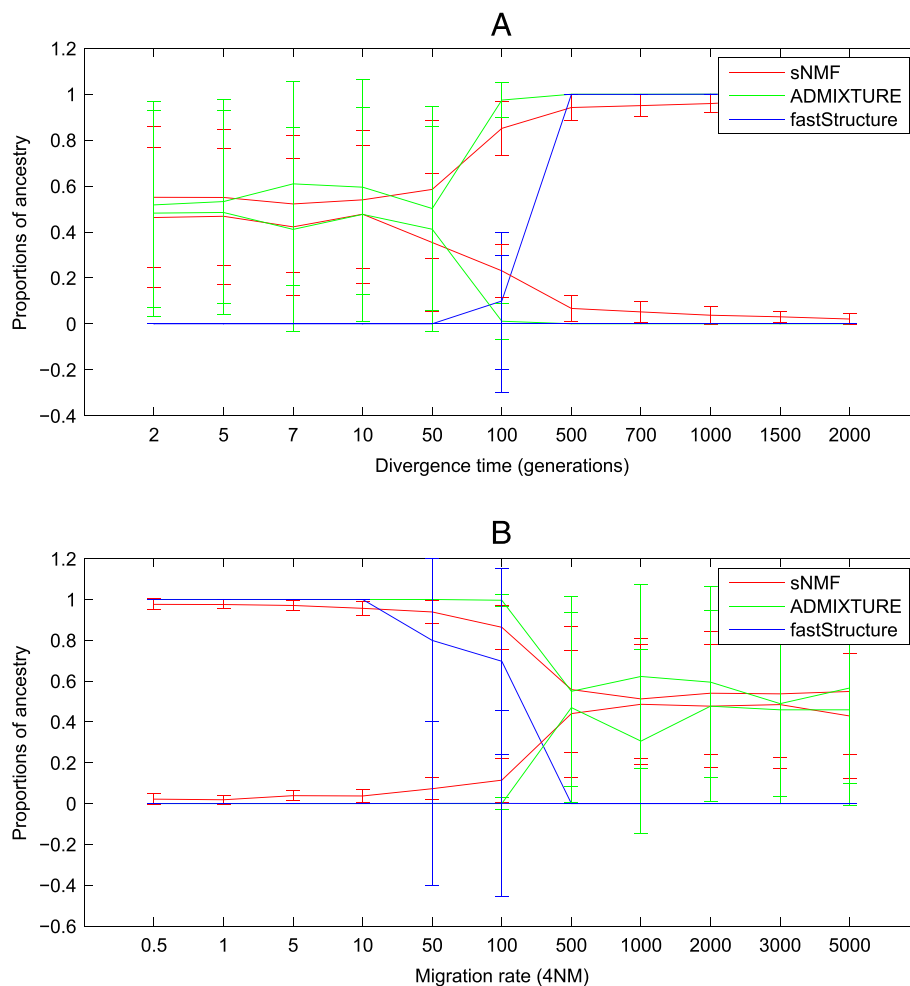 A
1.2
1
0.8
0.6
0.4
0.2
0
−0.2
−0.4
Proportions of ancestry
sNMF
ADMIXTURE
fastStructure
2 5 7 10 50 100 500 700 1000 1500 2000
Divergence time (generations)
B
1.2
1
0.8
0.6
0.4
0.2
0
−0.2
−0.4
−0.6
Proportions of ancestry
sNMF
ADMIXTURE
fastStructure
0.5 1 5 10 50 100 500 1000 2000 3000 5000
Migration rate (4NM)